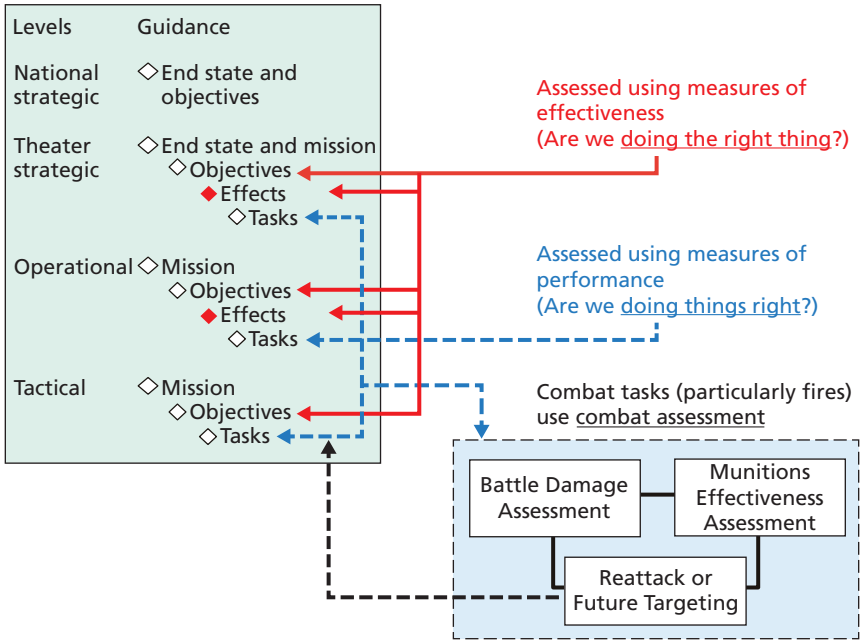 Levels Guidance
National strategic End state and objectives
Theater strategic End state and mission
Objectives
Effects
Tasks
Operational Mission
Objectives
Effects
Tasks
Tactical Mission
Objectives
Tasks
Assessed using measures of
effectiveness
(Are we doing the right thing?)
Assessed using measures of
performance
(Are we doing things right?)
Combat tasks (particularly fires)
use combat assessment
Battle Damage
Assessment
Munitions
Effectiveness
Assessment
Reattack or
Future Targeting